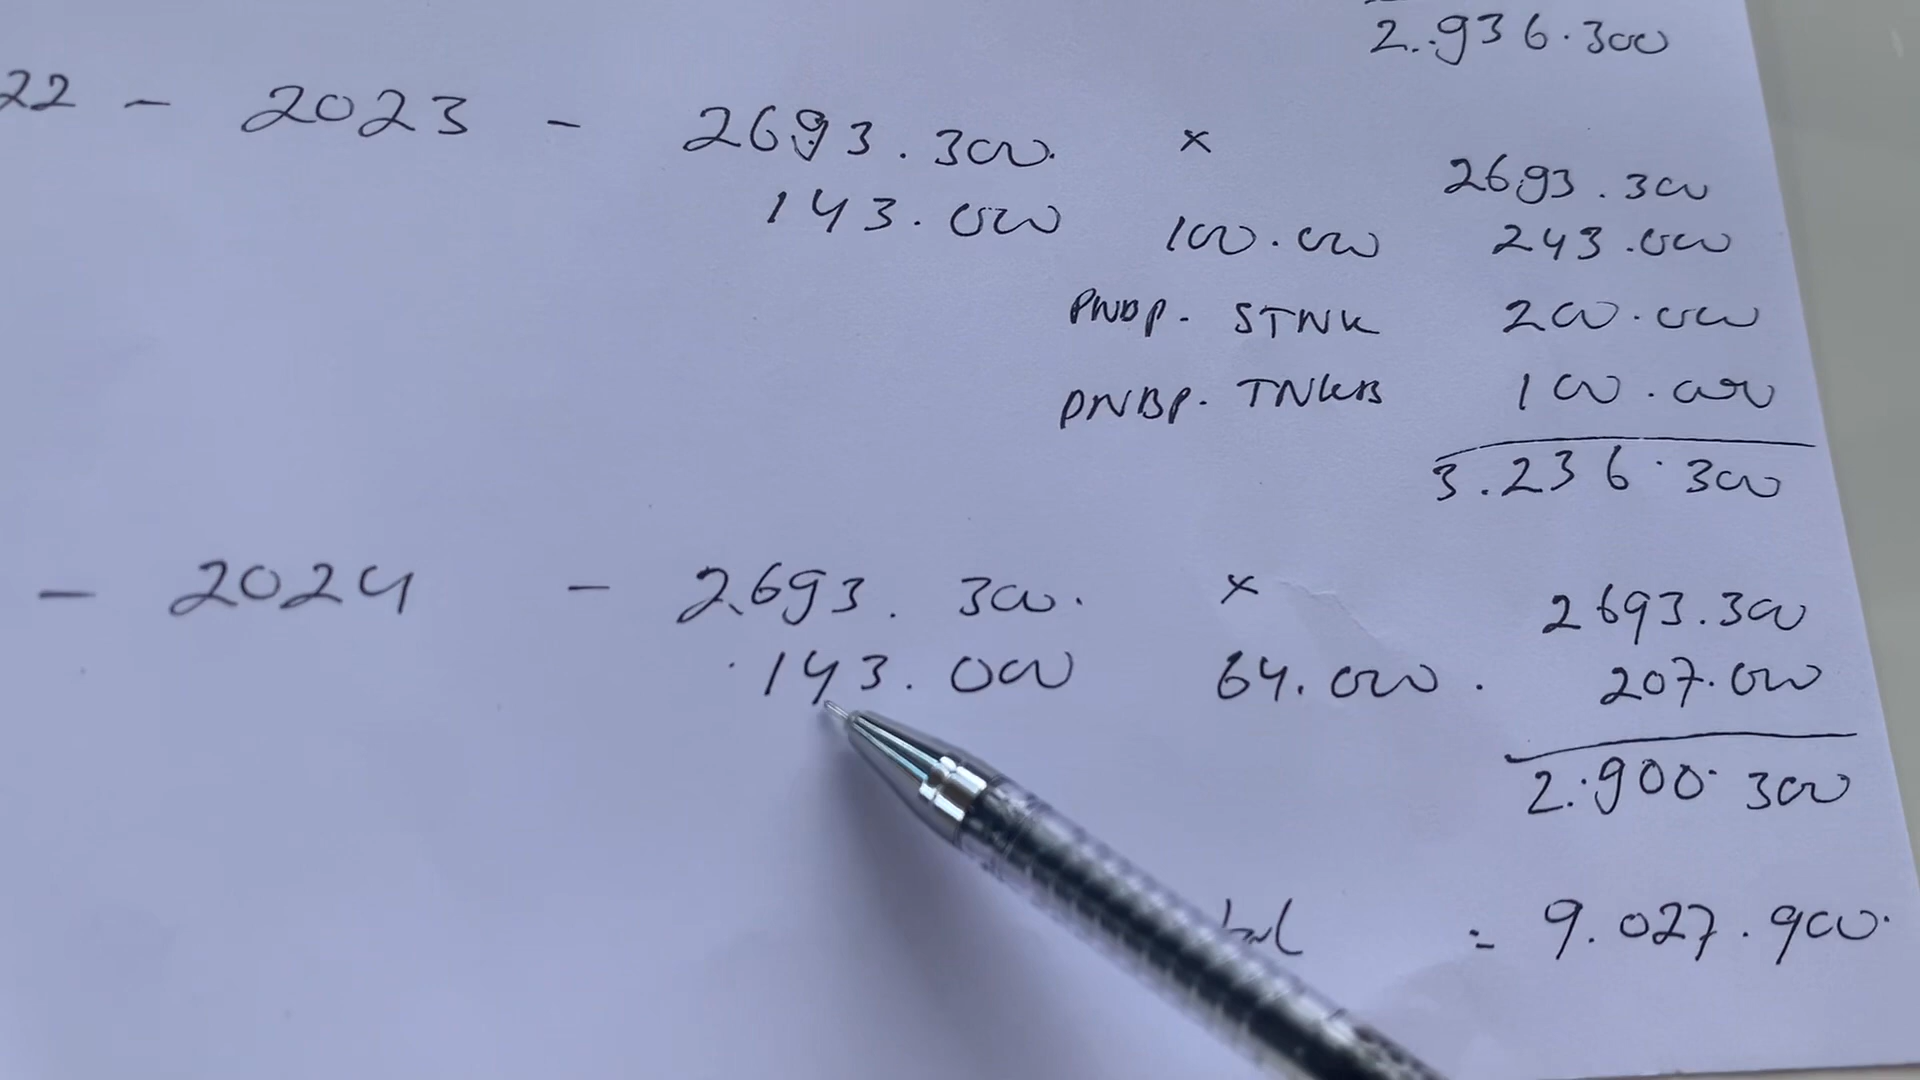 2.936.300
22 - 2023 - 2693.300. x 2693.300
143.000 100.000 243.000
PNBP. STNK 200.000
PNBP. TNKB 100.000
3.236.300
- 2024 - 2.693.300. x 2693.300
143.000 64.000. 207.000
2.900.300
= 9.027.900.